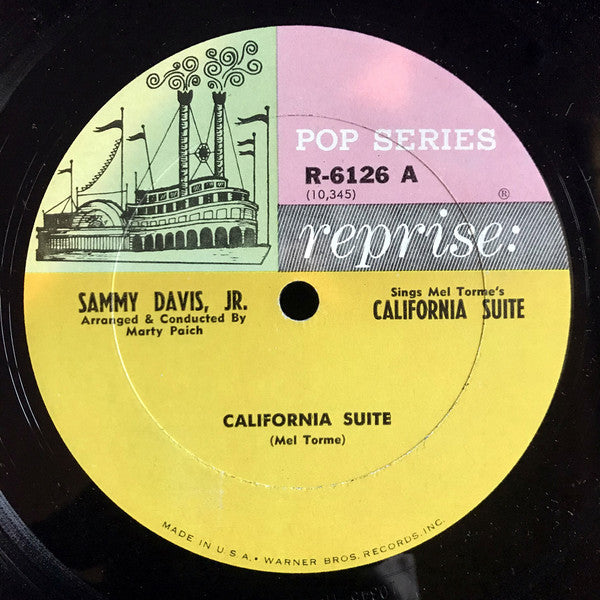 POP SERIES
R-6126 A
(10,345)
®
reprise:
SAMMY DAVIS, JR.
Arranged & Conducted By
Marty Paich
Sings Mel Torme's
CALIFORNIA SUITE
CALIFORNIA SUITE
(Mel Torme)
MADE IN U.S.A. • WARNER BROS. RECORDS, INC.